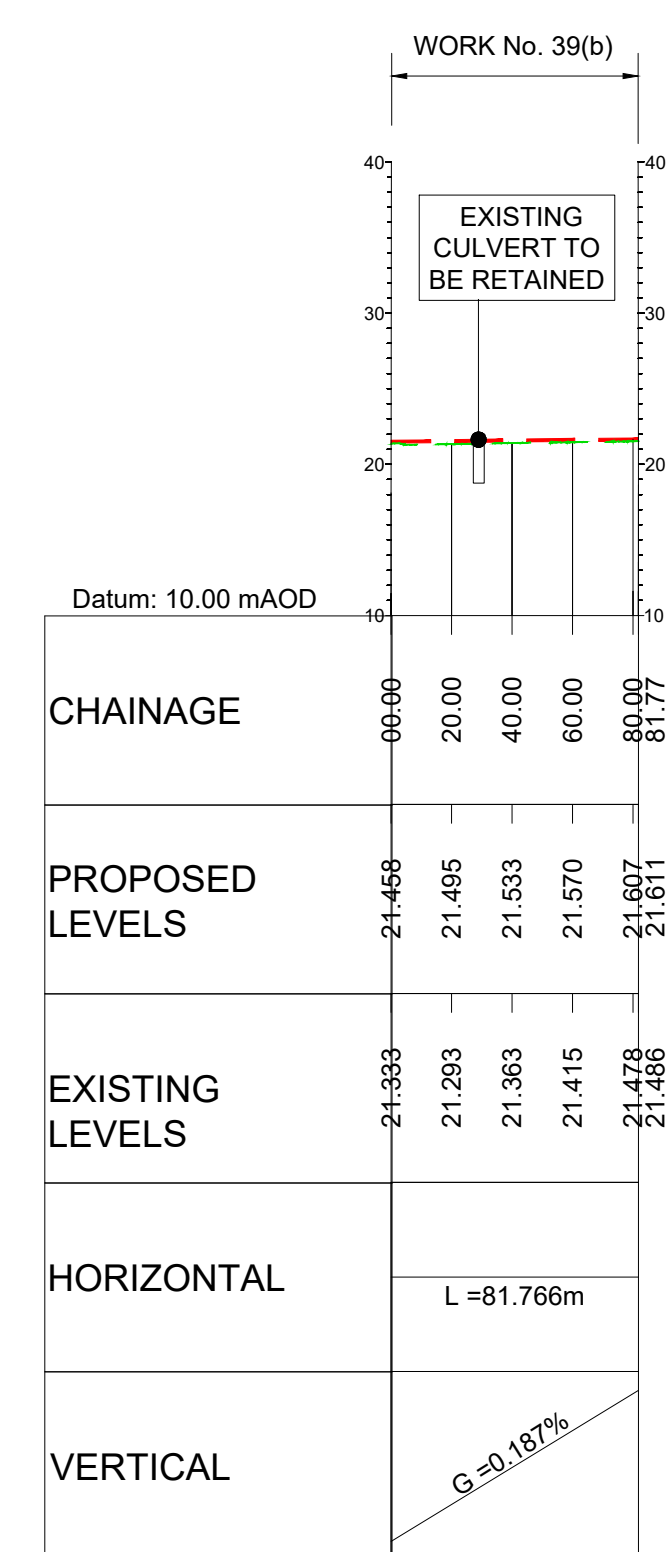 WORK No. 39(b)
40 40
EXISTING
CULVERT TO
BE RETAINED
30 30
20 20
Datum: 10.00 mAOD
10 10
CHAINAGE
00.00 20.00 40.00 60.00 80.00 81.77
PROPOSED
LEVELS
21.458 21.495 21.533 21.570 21.607 21.611
EXISTING
LEVELS
21.333 21.293 21.363 21.415 21.478 21.486
HORIZONTAL
L =81.766m
VERTICAL
G =0.187%